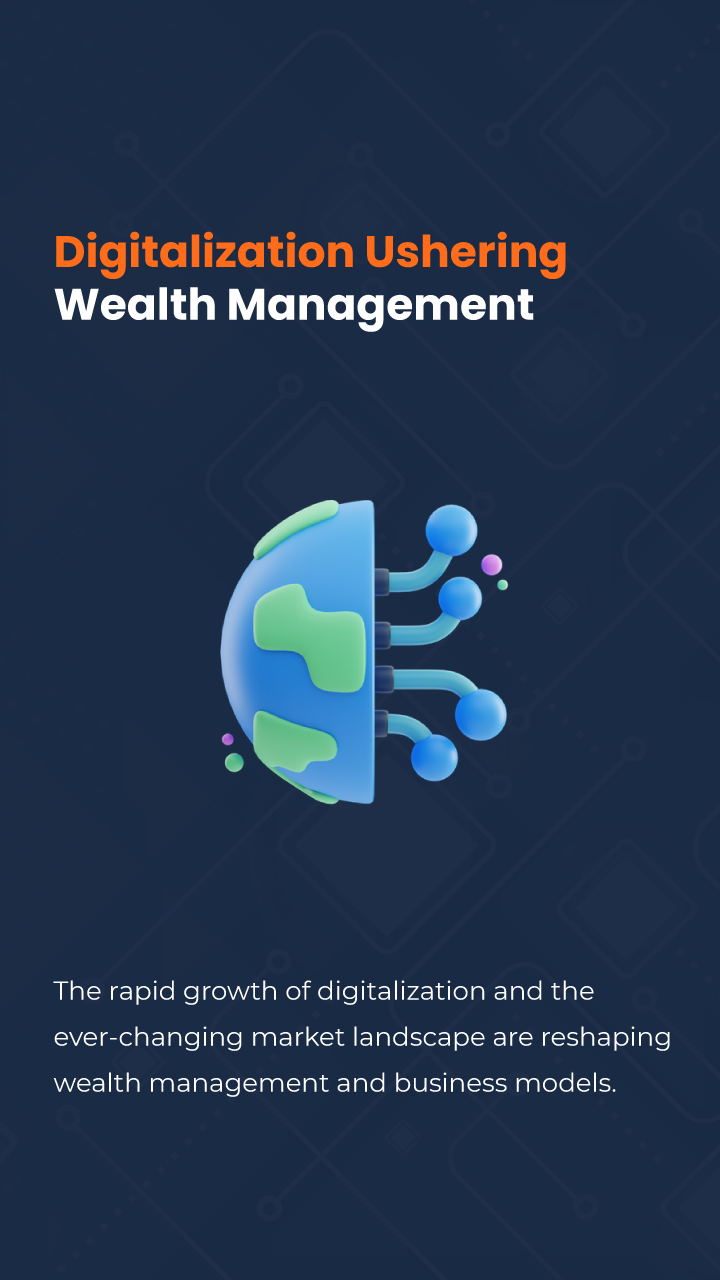 Digitalization Ushering
Wealth Management
The rapid growth of digitalization and the
ever-changing market landscape are reshaping
wealth management and business models.